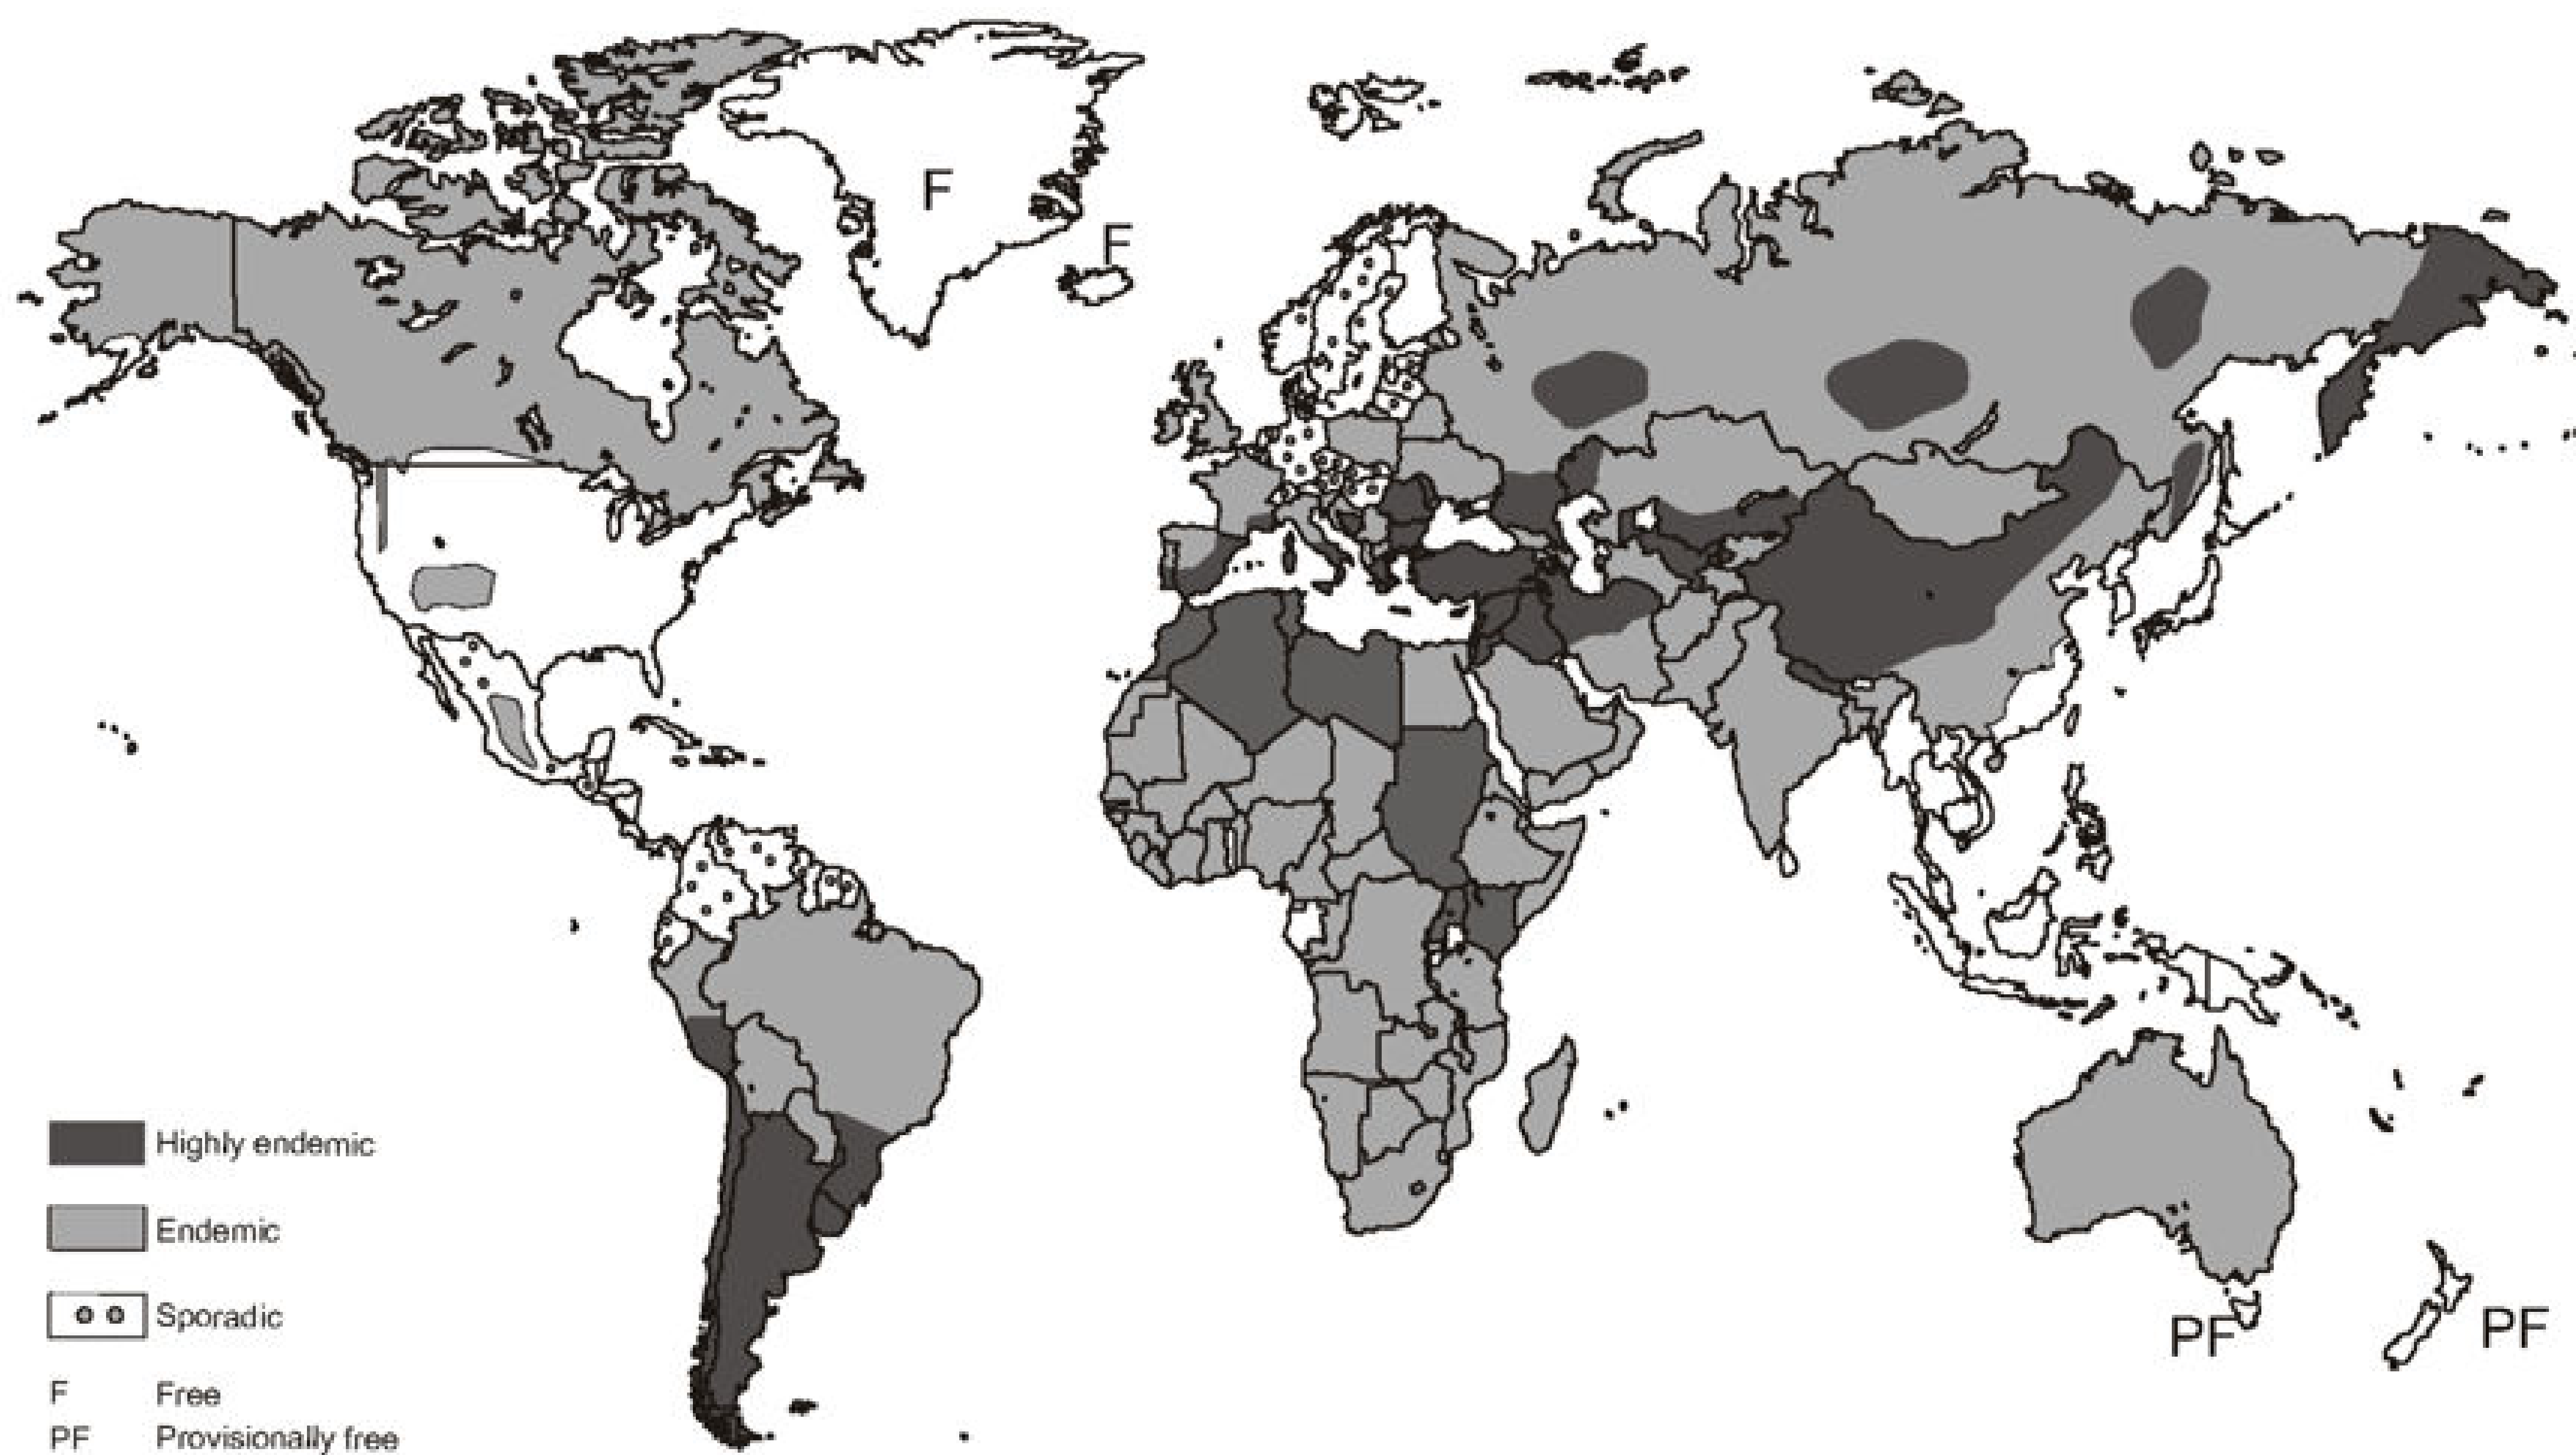 F
F
Highly endemic
Endemic
Sporadic
PF
PF
F Free
PF Provisionally free